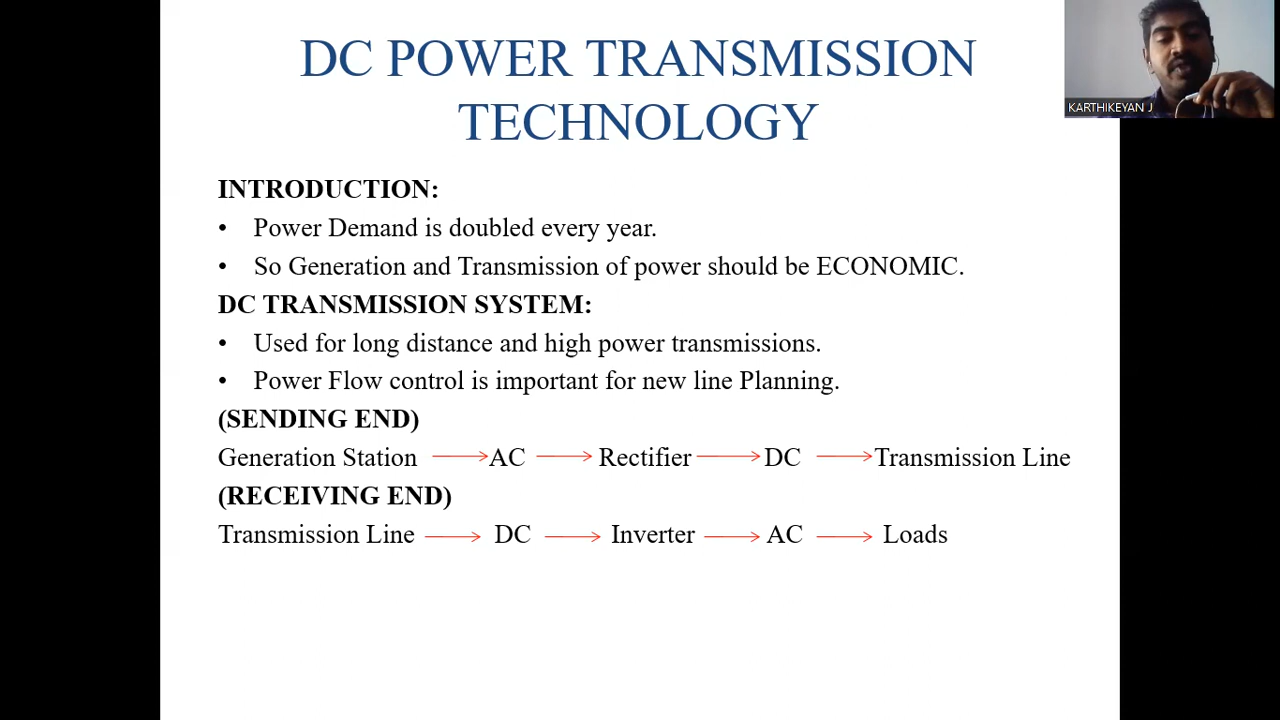 DC POWER TRANSMISSION
TECHNOLOGY
KARTHIKEYAN J
INTRODUCTION:
• Power Demand is doubled every year.
• So Generation and Transmission of power should be ECONOMIC.
DC TRANSMISSION SYSTEM:
• Used for long distance and high power transmissions.
• Power Flow control is important for new line Planning.
(SENDING END)
Generation Station → AC → Rectifier → DC → Transmission Line
(RECEIVING END)
Transmission Line → DC → Inverter → AC → Loads